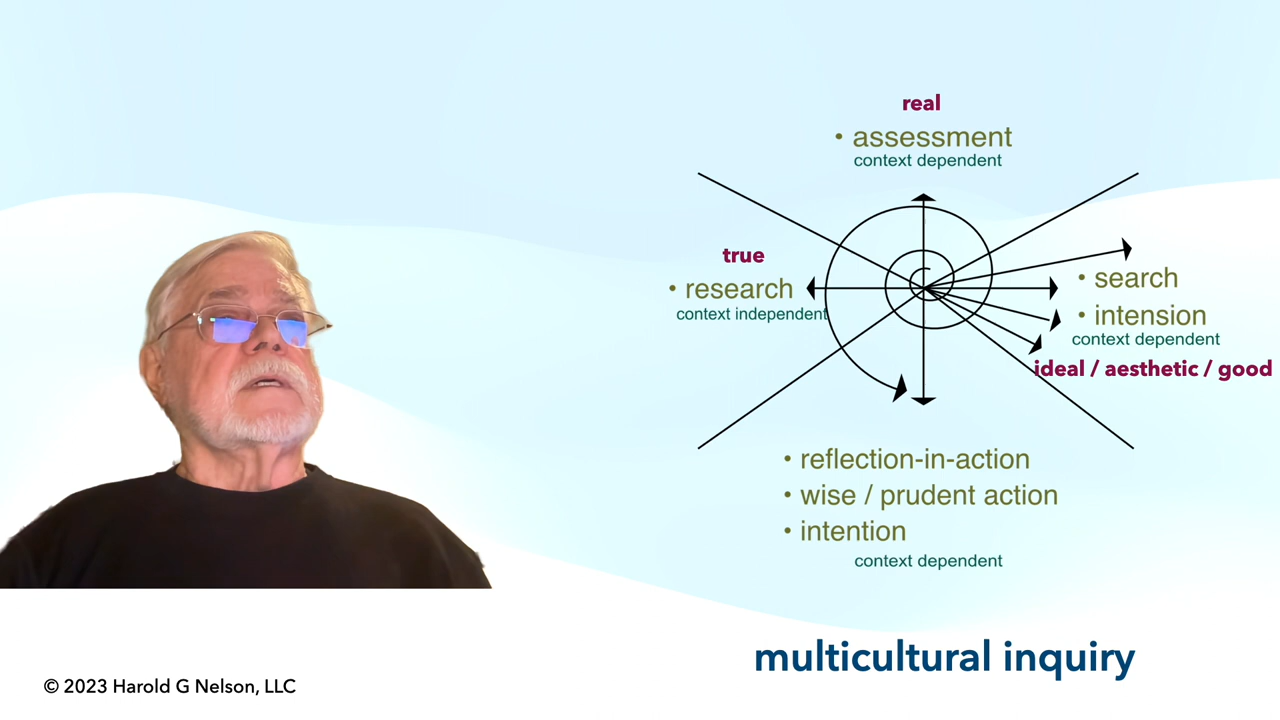 real
• assessment
context dependent
true
• research
context independent
• search
• intension
context dependent
ideal / aesthetic / good
• reflection-in-action
• wise / prudent action
• intention
context dependent
multicultural inquiry
© 2023 Harold G Nelson, LLC